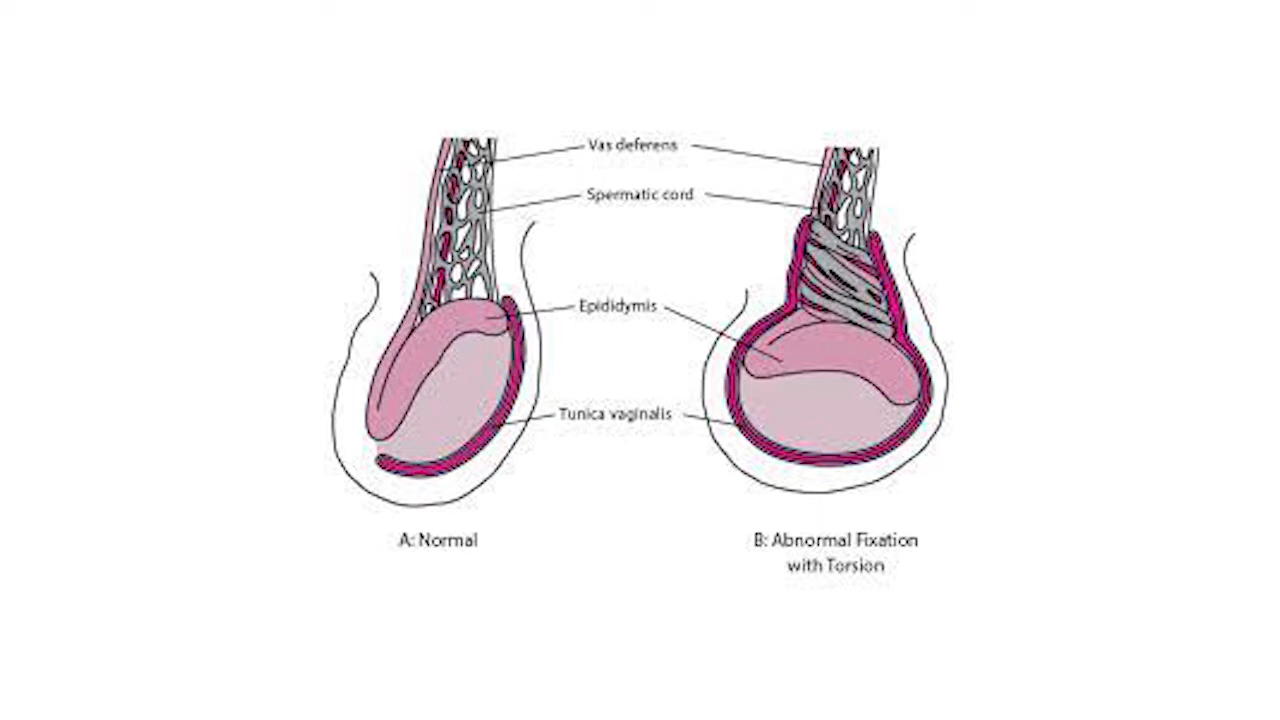 Vas deferens
Spermatic cord
Epididymis
Tunica vaginalis
A: Normal
B: Abnormal Fixation
with Torsion